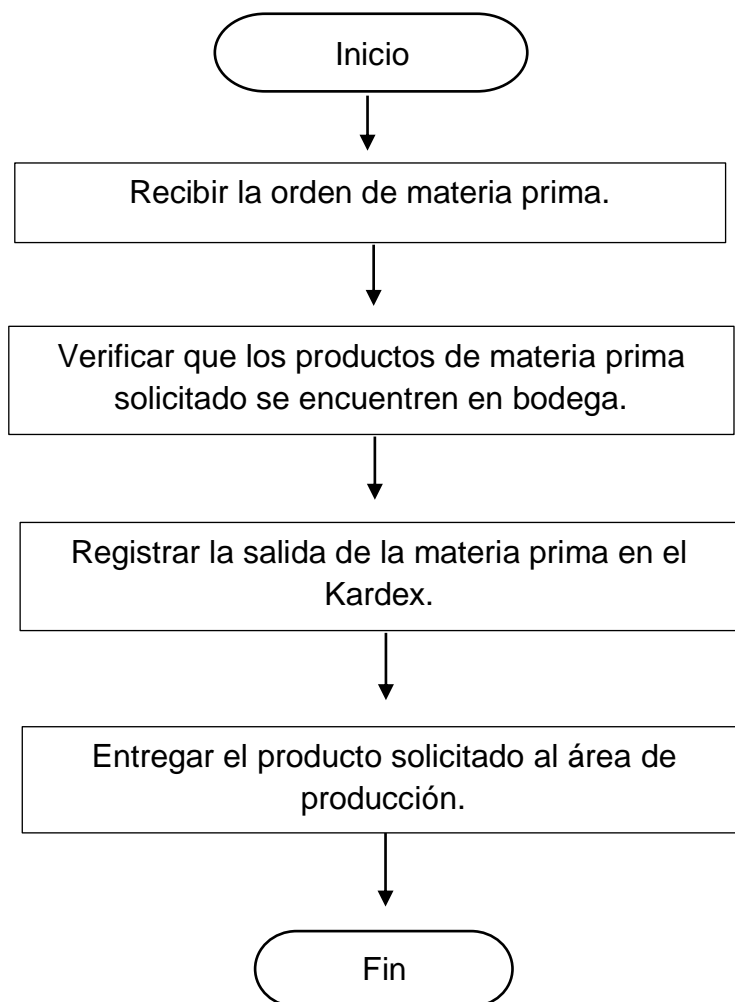 Inicio
Recibir la orden de materia prima.
Verificar que los productos de materia prima
solicitado se encuentren en bodega.
Registrar la salida de la materia prima en el
Kardex.
Entregar el producto solicitado al área de
producción.
Fin